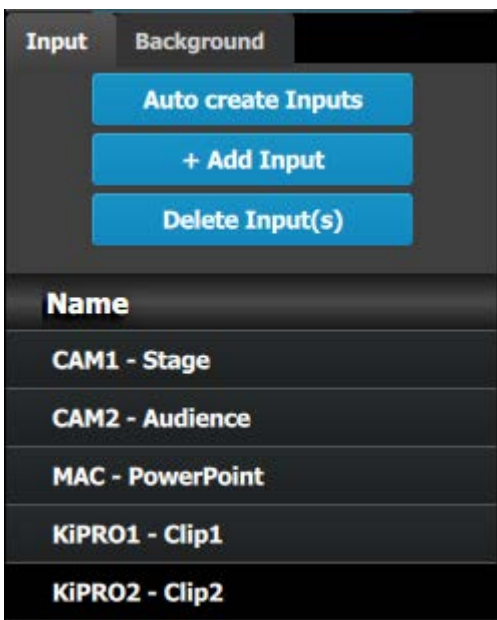 Input Background
Auto create Inputs
+ Add Input
Delete Input(s)
Name
CAM1 - Stage
CAM2 - Audience
MAC - PowerPoint
KiPRO1 - Clip1
KiPRO2 - Clip2